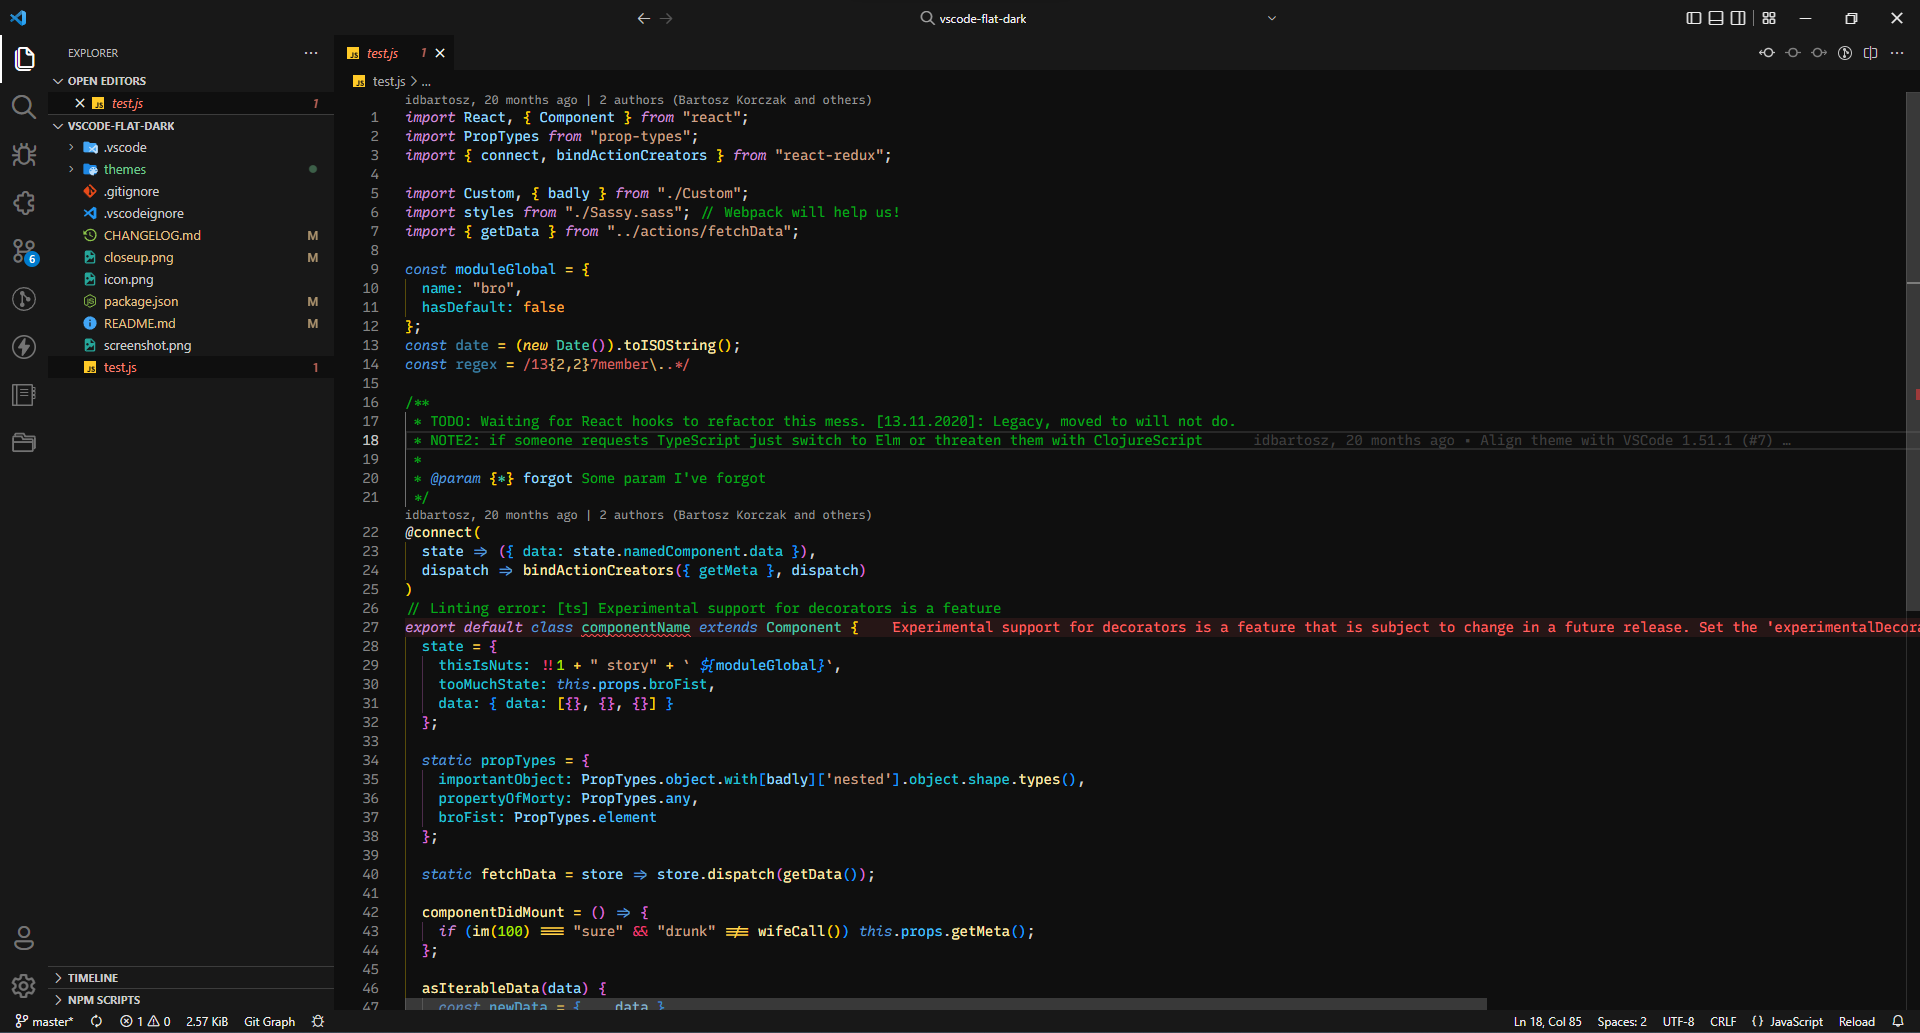 vscode-flat-dark
EXPLORER
OPEN EDITORS
test.js 1
VSCODE-FLAT-DARK
.vscode
themes
.gitignore
.vscodeignore
CHANGELOG.md M
closeup.png M
icon.png
package.json M
README.md M
screenshot.png
test.js 1
6
TIMELINE
NPM SCRIPTS
test.js 1
test.js > ...
idbartosz, 20 months ago | 2 authors (Bartosz Korczak and others)
1 import React, { Component } from "react";
2 import PropTypes from "prop-types";
3 import { connect, bindActionCreators } from "react-redux";
4
5 import Custom, { badly } from "./Custom";
6 import styles from "./Sassy.sass"; // Webpack will help us!
7 import { getData } from "../actions/fetchData";
8
9 const moduleGlobal = {
10 name: "bro",
11 hasDefault: false
12 };
13 const date = (new Date()).toISOString();
14 const regex = /13{2,2}7member\..*/
15
16 /**
17 * TODO: Waiting for React hooks to refactor this mess. [13.11.2020]: Legacy, moved to will not do.
18 * NOTE2: if someone requests TypeScript just switch to Elm or threaten them with ClojureScript idbartosz, 20 months ago • Align theme with VSCode 1.51.1 (#7) …
19 *
20 * @param {*} forgot Some param I've forgot
21 */
idbartosz, 20 months ago | 2 authors (Bartosz Korczak and others)
22 @connect(
23 state => ({ data: state.namedComponent.data }),
24 dispatch => bindActionCreators({ getMeta }, dispatch)
25 )
26 // Linting error: [ts] Experimental support for decorators is a feature
27 export default class componentName extends Component { Experimental support for decorators is a feature that is subject to change in a future release. Set the 'experimentalDecora
28 state = {
29 thisIsNuts: !!1 + " story" + ` ${moduleGlobal}`,
30 tooMuchState: this.props.broFist,
31 data: { data: [{}, {}, {}] }
32 };
33
34 static propTypes = {
35 importantObject: PropTypes.object.with[badly]['nested'].object.shape.types(),
36 propertyOfMorty: PropTypes.any,
37 broFist: PropTypes.element
38 };
39
40 static fetchData = store => store.dispatch(getData());
41
42 componentDidMount = () => {
43 if (im(100) === "sure" && "drunk" !== wifeCall()) this.props.getMeta();
44 };
45
46 asIterableData(data) {
47 const newData = { ...data }
master* 1 0 2.57 KiB Git Graph Ln 18, Col 85 Spaces: 2 UTF-8 CRLF {} JavaScript Reload